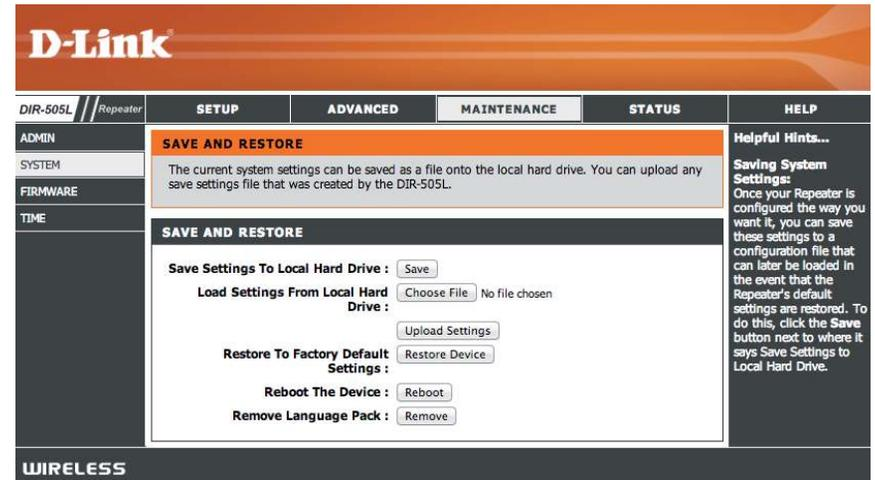 D-Link
DIR-505L // Repeater
SETUP
ADVANCED
MAINTENANCE
STATUS
HELP
ADMIN
SYSTEM
FIRMWARE
TIME
SAVE AND RESTORE
The current system settings can be saved as a file onto the local hard drive. You can upload any
save settings file that was created by the DIR-505L.
SAVE AND RESTORE
Save Settings To Local Hard Drive : Save
Load Settings From Local Hard
Drive : Choose File No file chosen
Upload Settings
Restore To Factory Default
Settings : Restore Device
Reboot The Device : Reboot
Remove Language Pack : Remove
Helpful Hints...
Saving System
Settings:
Once your Repeater is
configured the way you
want it, you can save
these settings to a
configuration file that
can later be loaded in
the event that the
Repeater's default
settings are restored. To
do this, click the Save
button next to where it
says Save Settings to
Local Hard Drive.
WIRELESS